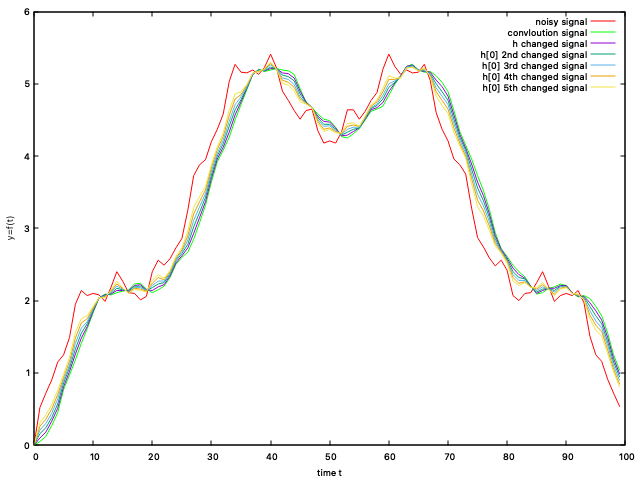 6
noisy signal
convloution signal
h changed signal
h[0] 2nd changed signal
h[0] 3rd changed signal
h[0] 4th changed signal
h[0] 5th changed signal
5
4
y=f(t)
3
2
1
0
0 10 20 30 40 50 60 70 80 90 100
time t